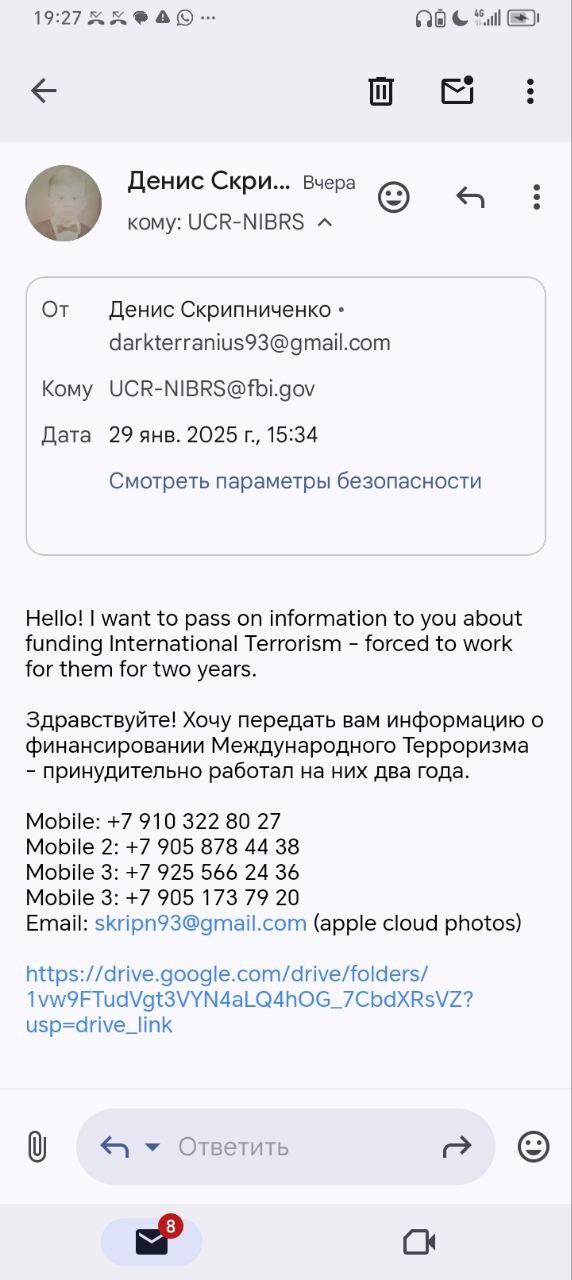 19:27
4G
Денис Скри... Вчера
кому: UCR-NIBRS
От Денис Скрипниченко •
darkterranius93@gmail.com
Кому UCR-NIBRS@fbi.gov
Дата 29 янв. 2025 г., 15:34
Смотреть параметры безопасности
Hello! I want to pass on information to you about
funding International Terrorism - forced to work
for them for two years.
Здравствуйте! Хочу передать вам информацию о
финансировании Международного Терроризма
- принудительно работал на них два года.
Mobile: +7 910 322 80 27
Mobile 2: +7 905 878 44 38
Mobile 3: +7 925 566 24 36
Mobile 3: +7 905 173 79 20
Email: skripn93@gmail.com (apple cloud photos)
https://drive.google.com/drive/folders/
1vw9FTudVgt3VYN4aLQ4hOG_7CbdXRsVZ?
usp=drive_link
Ответить
8